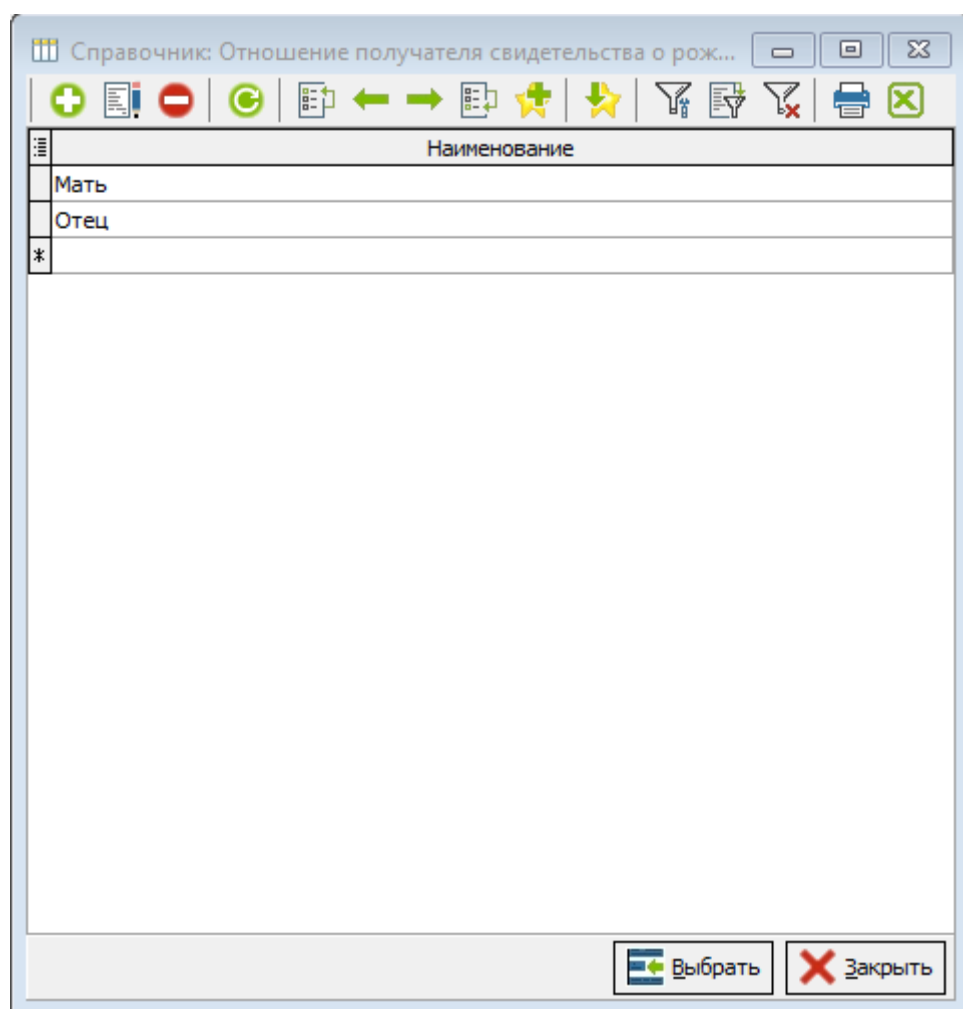 Справочник: Отношение получателя свидетельства о рож...
Наименование
Мать
Отец
*
Выбрать
Закрыть